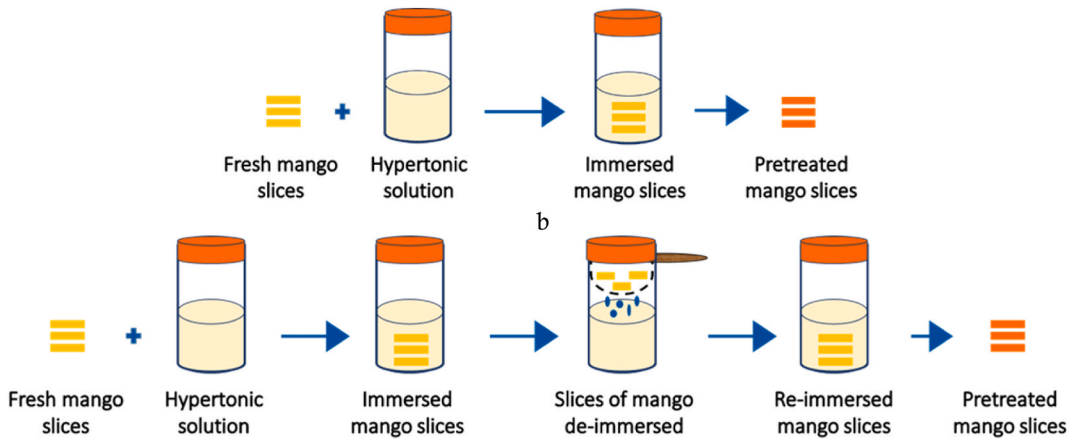 Fresh mango
slices
+
Hypertonic
solution
Immersed
mango slices
Pretreated
mango slices
b
Fresh mango
slices
+
Hypertonic
solution
Immersed
mango slices
Slices of mango
de-immersed
Re-immersed
mango slices
Pretreated
mango slices